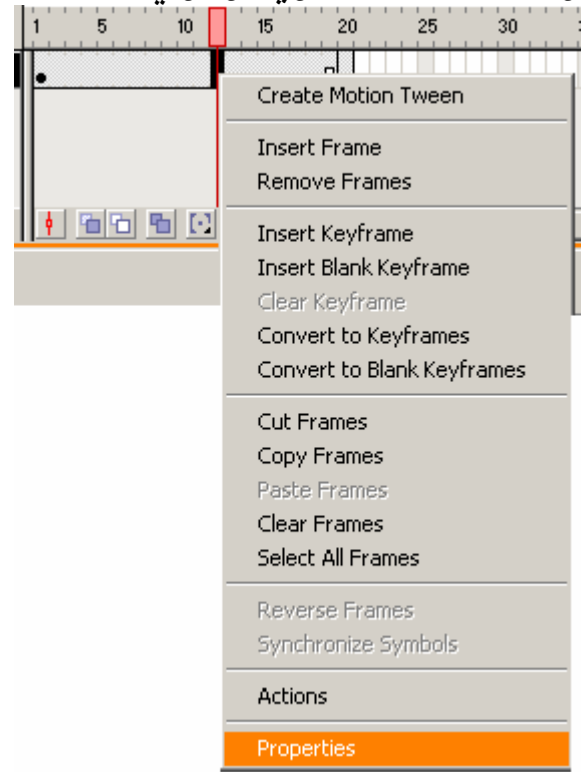 1 5 10 15 20 25 30
Create Motion Tween
Insert Frame
Remove Frames
Insert Keyframe
Insert Blank Keyframe
Clear Keyframe
Convert to Keyframes
Convert to Blank Keyframes
Cut Frames
Copy Frames
Paste Frames
Clear Frames
Select All Frames
Reverse Frames
Synchronize Symbols
Actions
Properties